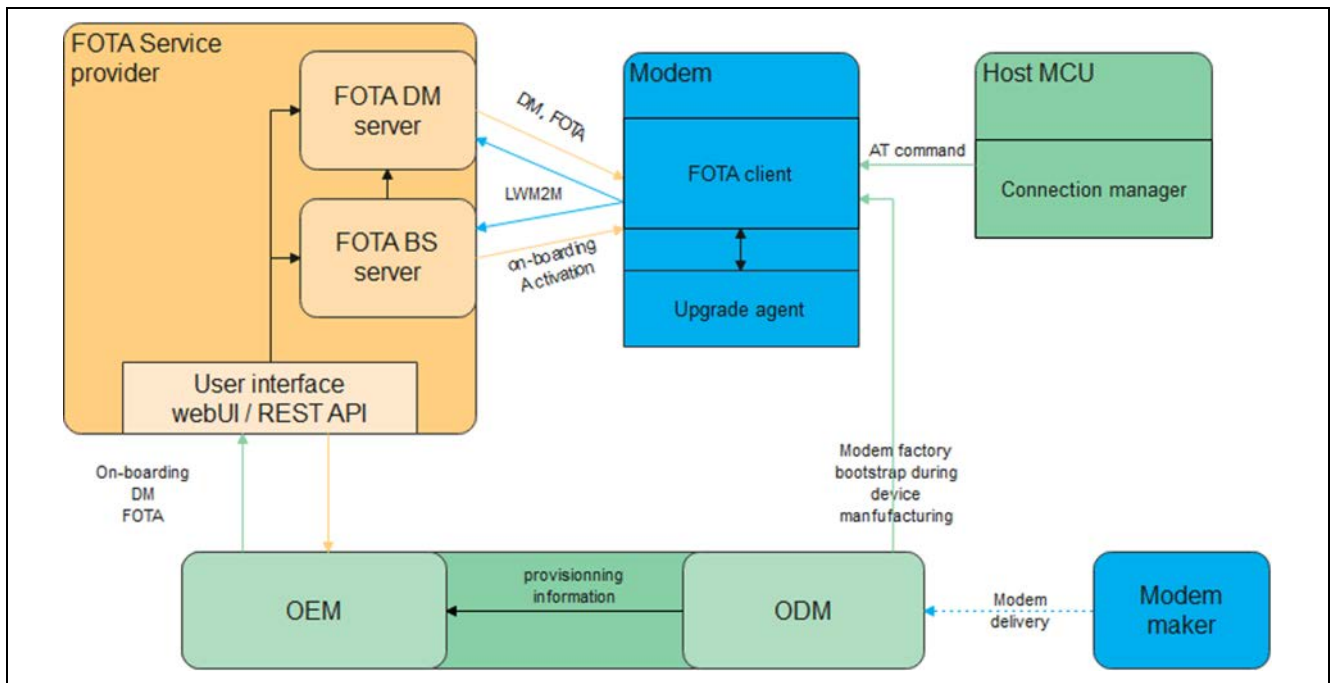 FOTA Service
provider
FOTA DM
server
FOTA BS
server
User interface
webUI / REST API
DM, FOTA
LWM2M
on-boarding
Activation
Modem
FOTA client
Upgrade agent
AT command
Host MCU
Connection manager
On-boarding
DM
FOTA
Modem factory
bootstrap during
device
manfufacturing
OEM
provisionning
information
ODM
Modem
delivery
Modem
maker